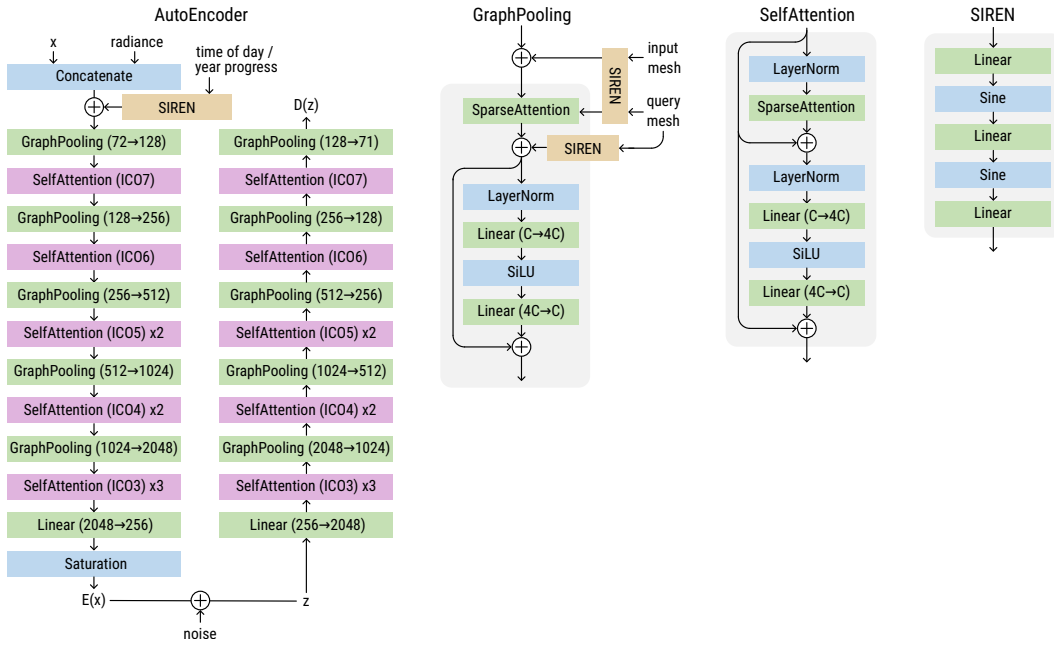 AutoEncoder
x
radiance
time of day /
year progress
Concatenate
SIREN
GraphPooling (72→128)
SelfAttention (ICO7)
GraphPooling (128→256)
SelfAttention (ICO6)
GraphPooling (256→512)
SelfAttention (ICO5) x2
GraphPooling (512→1024)
SelfAttention (ICO4) x2
GraphPooling (1024→2048)
SelfAttention (ICO3) x3
Linear (2048→256)
Saturation
E(x)
noise
z
D(z)
GraphPooling (128→71)
SelfAttention (ICO7)
GraphPooling (256→128)
SelfAttention (ICO6)
GraphPooling (512→256)
SelfAttention (ICO5) x2
GraphPooling (1024→512)
SelfAttention (ICO4) x2
GraphPooling (2048→1024)
SelfAttention (ICO3) x3
Linear (256→2048)
GraphPooling
input
mesh
SIREN
query
mesh
SparseAttention
SIREN
LayerNorm
Linear (C→4C)
SiLU
Linear (4C→C)
SelfAttention
LayerNorm
SparseAttention
LayerNorm
Linear (C→4C)
SiLU
Linear (4C→C)
SIREN
Linear
Sine
Linear
Sine
Linear